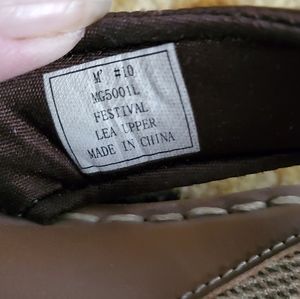 M' #10
MG5001L
FESTIVAL
LEA UPPER
MADE IN CHINA